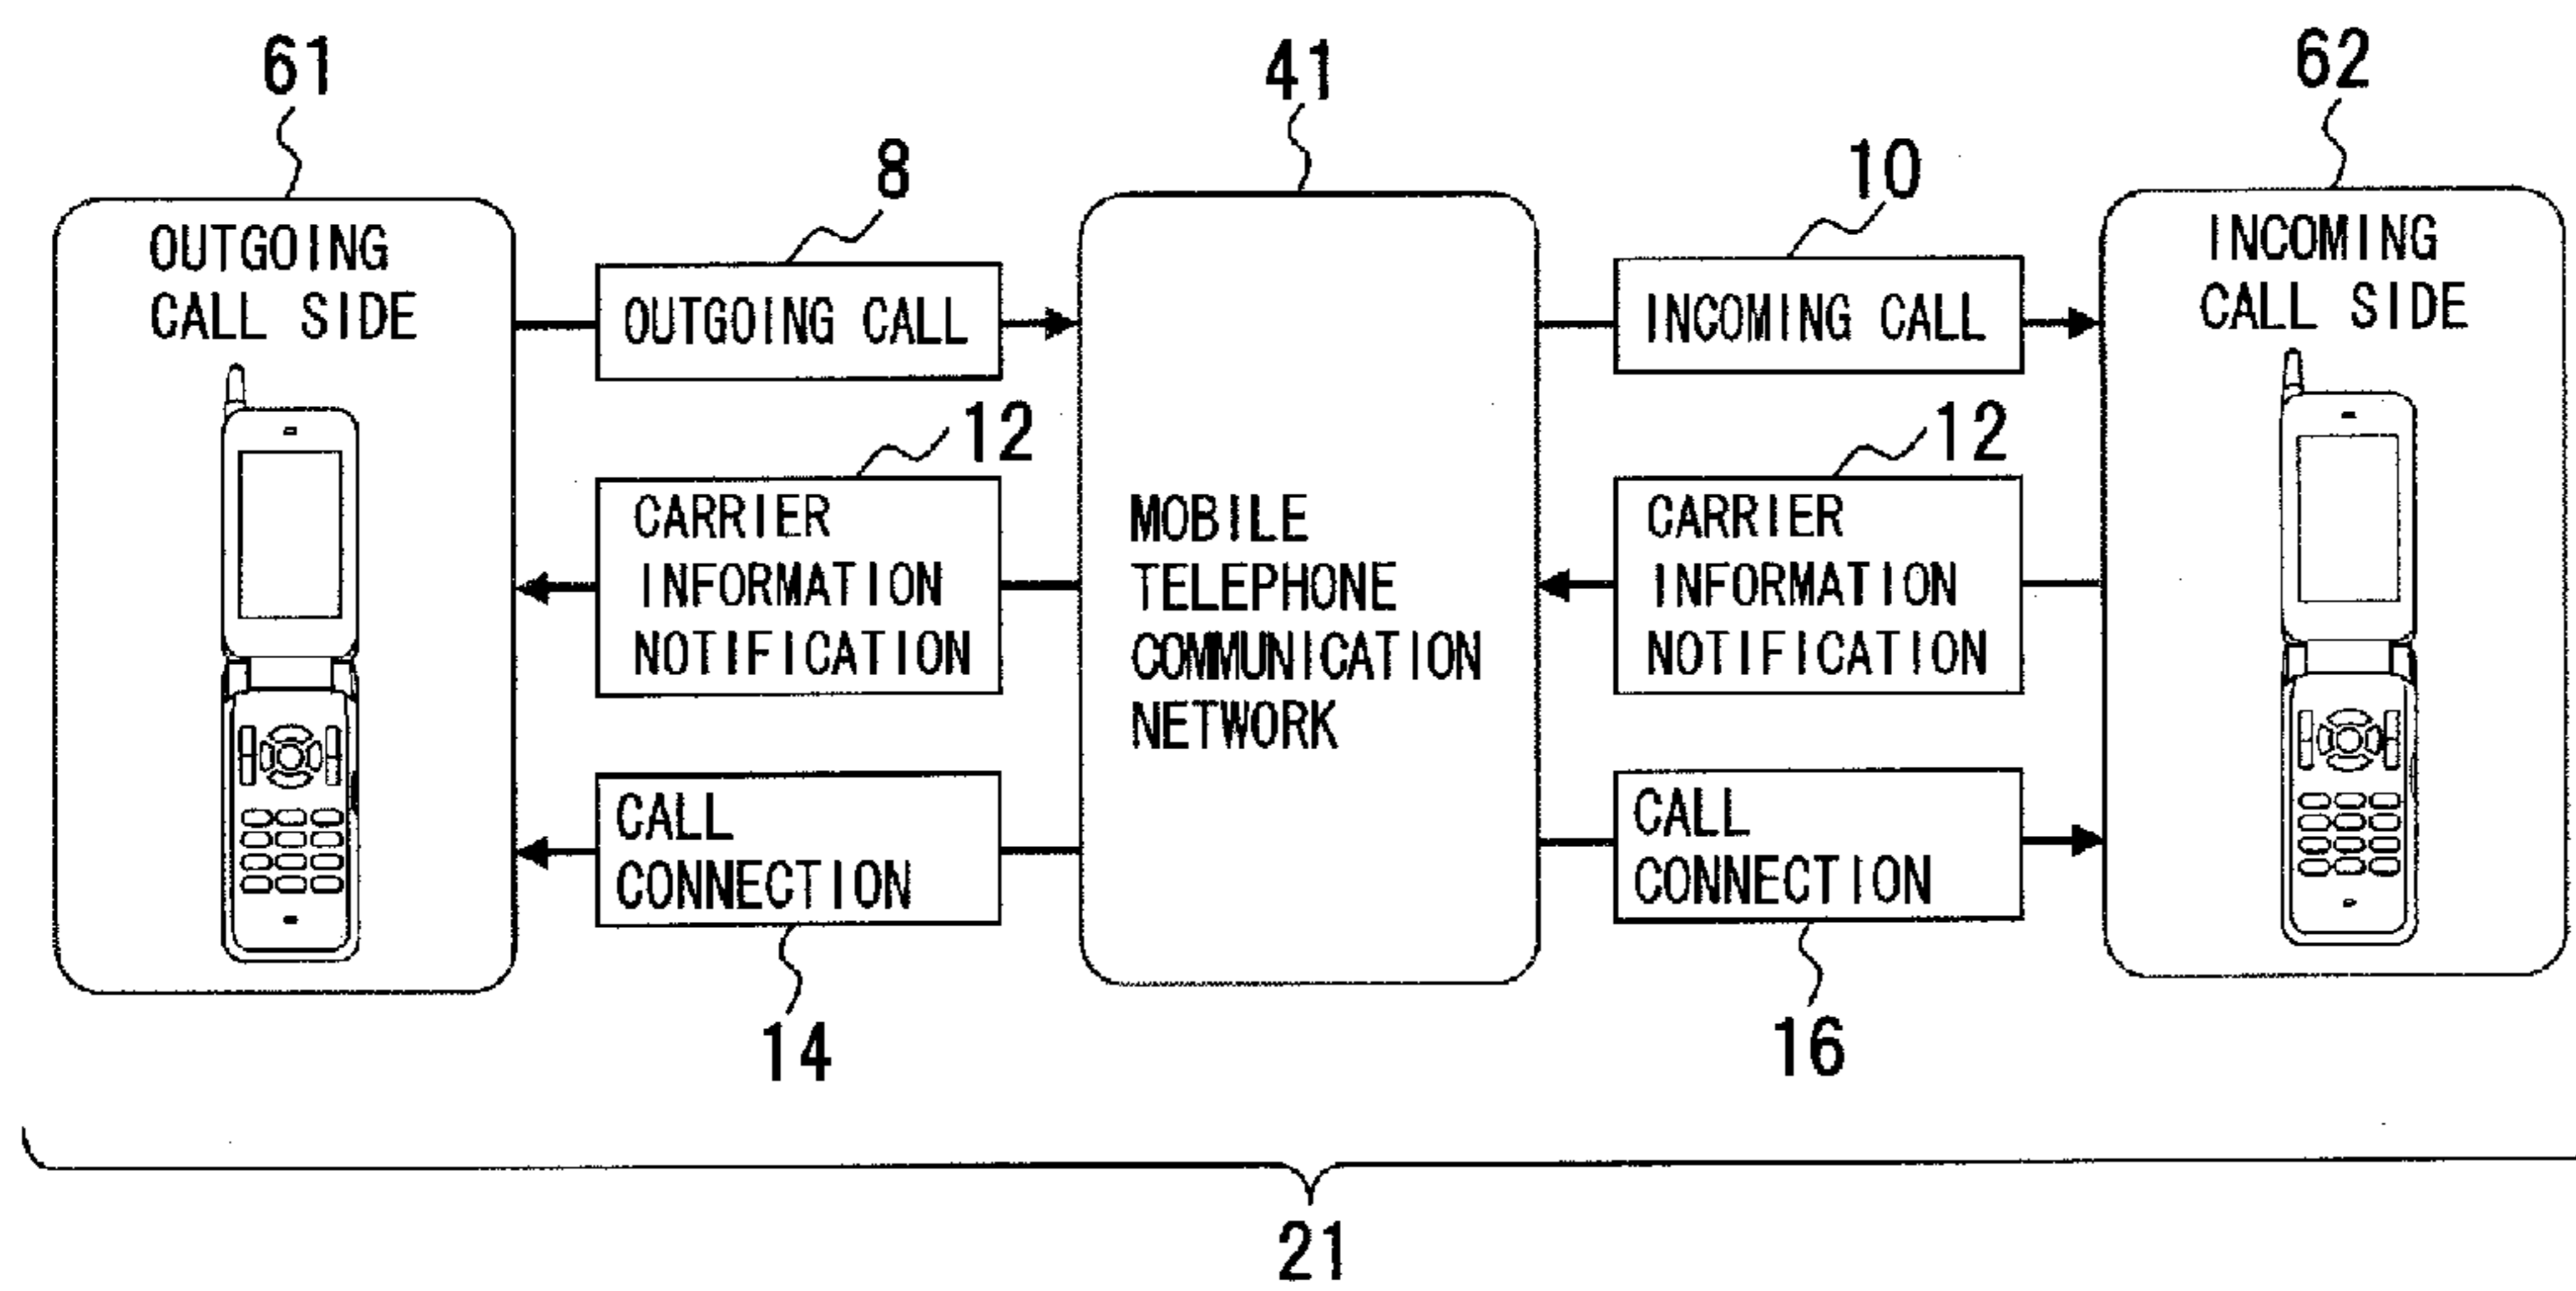 61
41
62
8
10
OUTGOING
CALL SIDE
INCOMING
CALL SIDE
OUTGOING CALL
INCOMING CALL
12
12
CARRIER
INFORMATION
NOTIFICATION
MOBILE
TELEPHONE
COMMUNICATION
NETWORK
CARRIER
INFORMATION
NOTIFICATION
CALL
CONNECTION
CALL
CONNECTION
14
16
21